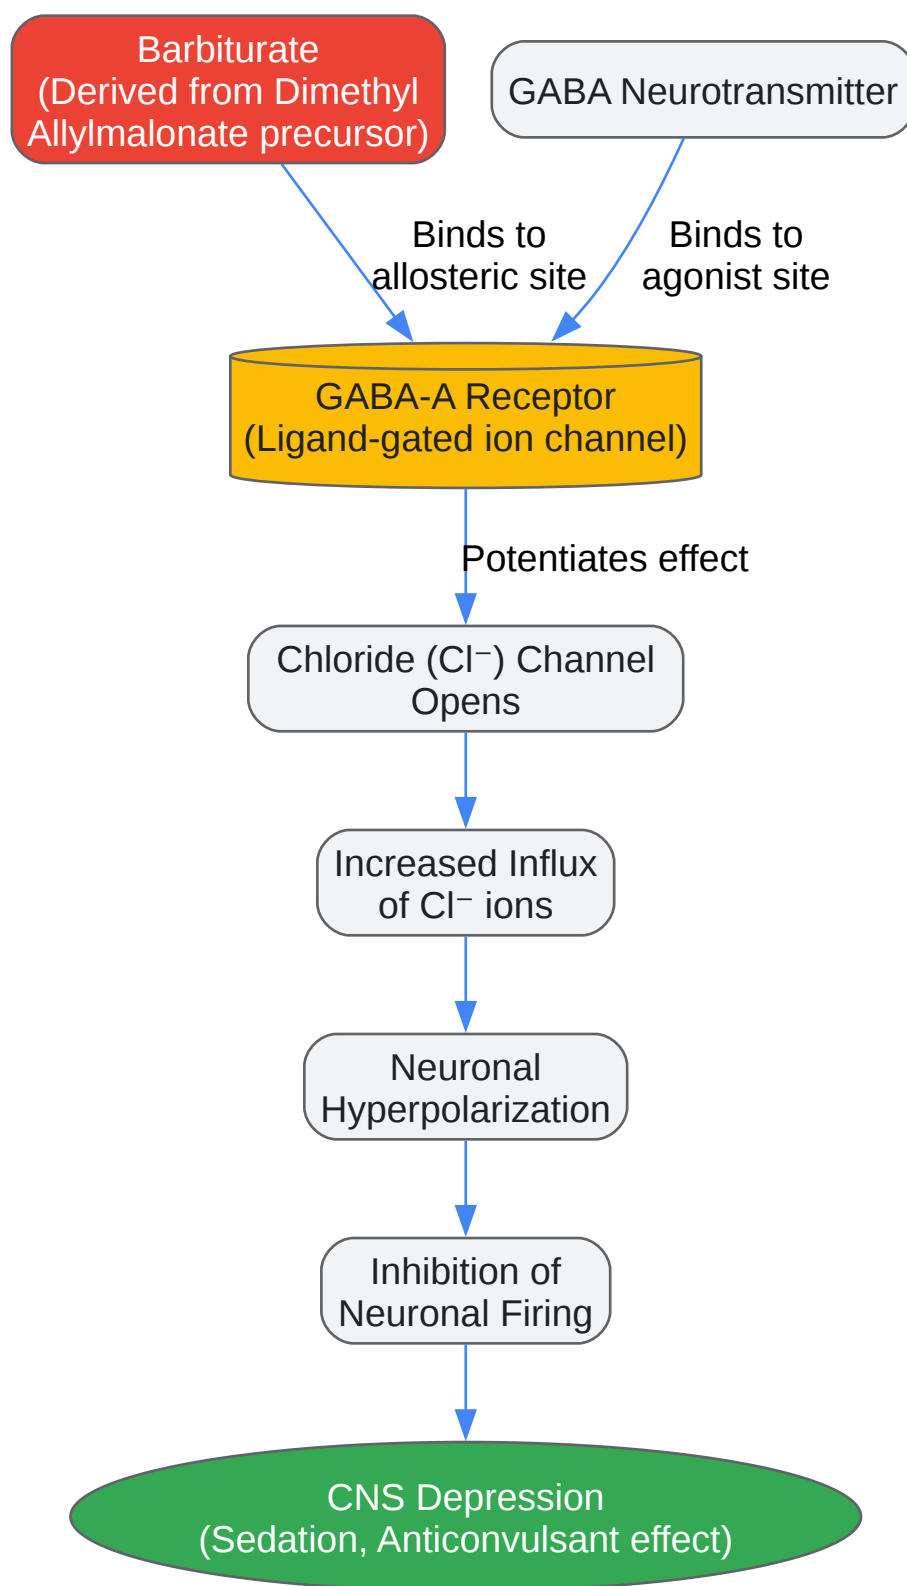 Barbiturate
(Derived from Dimethyl
Allylmalonate precursor)
GABA Neurotransmitter
Binds to
allosteric site
Binds to
agonist site
GABA-A Receptor
(Ligand-gated ion channel)
Potentiates effect
Chloride (Cl⁻) Channel
Opens
Increased Influx
of Cl⁻ ions
Neuronal
Hyperpolarization
Inhibition of
Neuronal Firing
CNS Depression
(Sedation, Anticonvulsant effect)